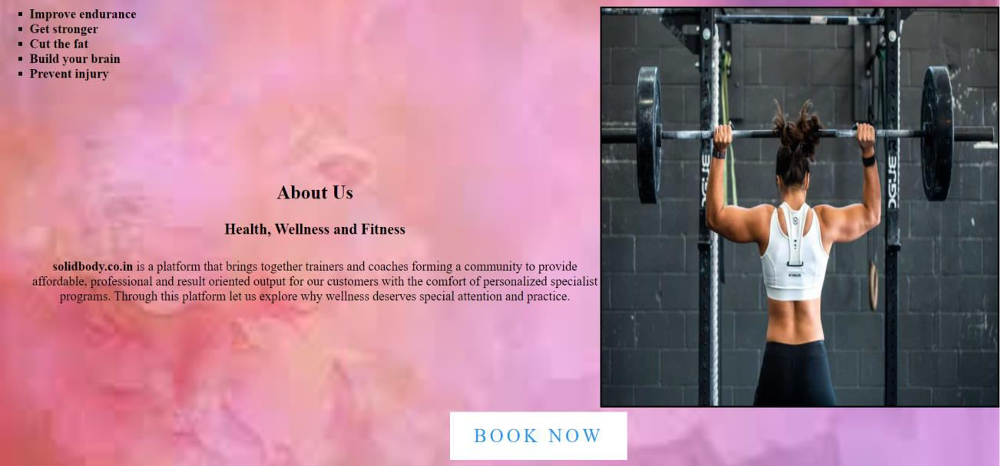 Improve endurance
Get stronger
Cut the fat
Build your brain
Prevent injury
About Us
Health, Wellness and Fitness
solidbody.co.in is a platform that brings together trainers and coaches forming a community to provide
affordable, professional and result oriented output for our customers with the comfort of personalized specialist
programs. Through this platform let us explore why wellness deserves special attention and practice.
BOOK NOW